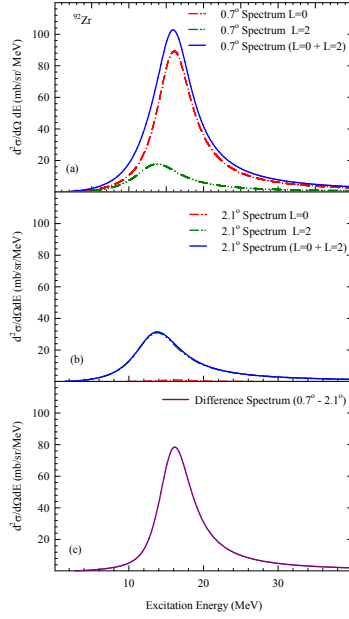 ⁹²Zr
0.7° Spectrum L=0
0.7° Spectrum L=2
0.7° Spectrum (L=0 + L=2)
d²σ/dΩ dE (mb/sr/ MeV)
100
80
60
40
20
(a)
2.1° Spectrum L=0
2.1° Spectrum L=2
2.1° Spectrum (L=0 + L=2)
d²σ/dΩdE (mb/sr/MeV)
100
80
60
40
20
(b)
Difference Spectrum (0.7° - 2.1°)
d²σ/dΩdE (mb/sr/MeV)
100
80
60
40
20
(c)
10 20 30
Excitation Energy (MeV)